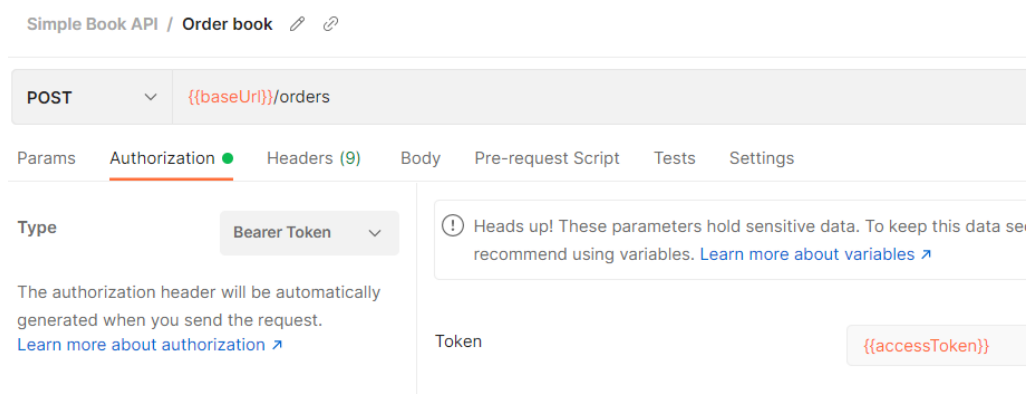 Simple Book API / Order book
POST {{baseUrl}}/orders
Params Authorization Headers (9) Body Pre-request Script Tests Settings
Type Bearer Token
The authorization header will be automatically
generated when you send the request.
Learn more about authorization ↗
Heads up! These parameters hold sensitive data. To keep this data
recommend using variables. Learn more about variables ↗
Token {{accessToken}}